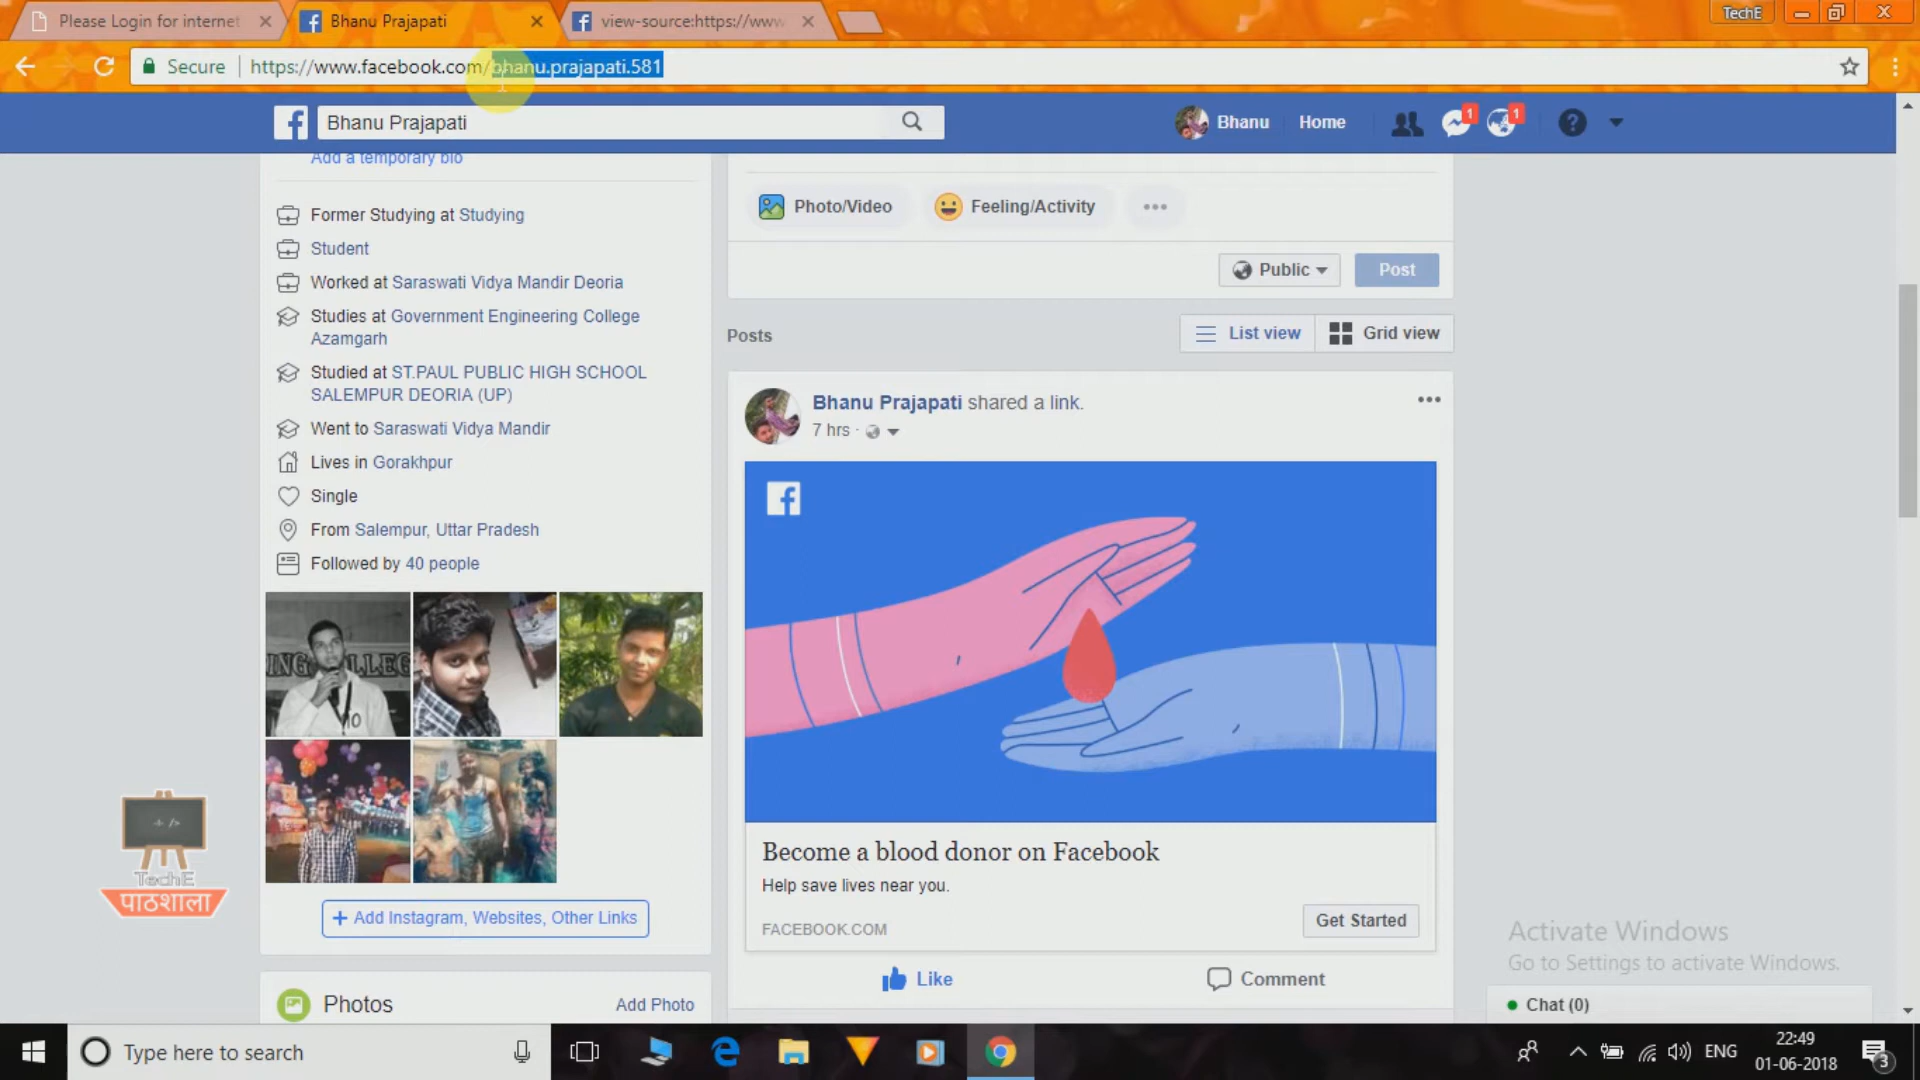 Please Login for internet
Bhanu Prajapati
view-source:https://www
TechE
Secure
https://www.facebook.com/bhanu.prajapati.581
Bhanu Prajapati
Bhanu
Home
1
1
Add a temporary bio
Former Studying at Studying
Student
Worked at Saraswati Vidya Mandir Deoria
Studies at Government Engineering College
Azamgarh
Studied at ST.PAUL PUBLIC HIGH SCHOOL
SALEMPUR DEORIA (UP)
Went to Saraswati Vidya Mandir
Lives in Gorakhpur
Single
From Salempur, Uttar Pradesh
Followed by 40 people
+ Add Instagram, Websites, Other Links
Photos
Add Photo
Photo/Video
Feeling/Activity
Public
Post
Posts
List view
Grid view
Bhanu Prajapati shared a link.
7 hrs
Become a blood donor on Facebook
Help save lives near you.
FACEBOOK.COM
Get Started
Like
Comment
TechE
पाठशाला
Activate Windows
Go to Settings to activate Windows.
Chat (0)
Type here to search
ENG
22:49
01-06-2018
3